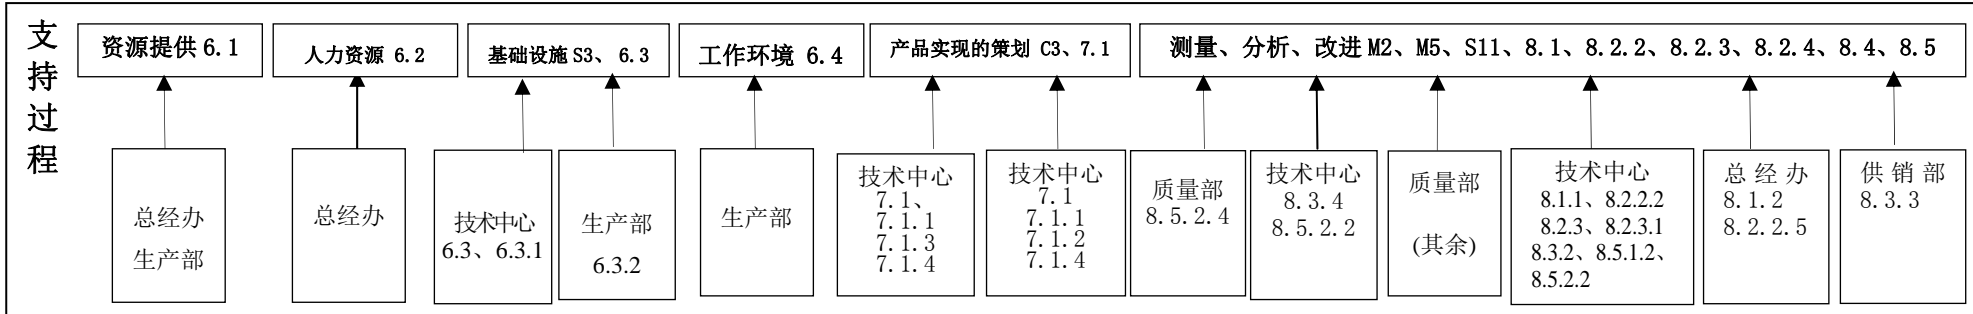 支持过程
资源提供 6.1
人力资源 6.2
基础设施 S3、 6.3
工作环境 6.4
产品实现的策划 C3、7.1
测量、分析、改进 M2、M5、S11、8.1、8.2.2、8.2.3、8.2.4、8.4、8.5
总经办
生产部
总经办
技术中心
6.3、6.3.1
生产部
6.3.2
生产部
技术中心
7.1、
7.1.1
7.1.3
7.1.4
技术中心
7.1
7.1.1
7.1.2
7.1.4
质量部
8.5.2.4
技术中心
8.3.4
8.5.2.2
质量部
(其余)
技术中心
8.1.1、8.2.2.2
8.2.3、8.2.3.1
8.3.2、8.5.1.2、
8.5.2.2
总 经 办
8.1.2
8.2.2.5
供 销 部
8.3.3